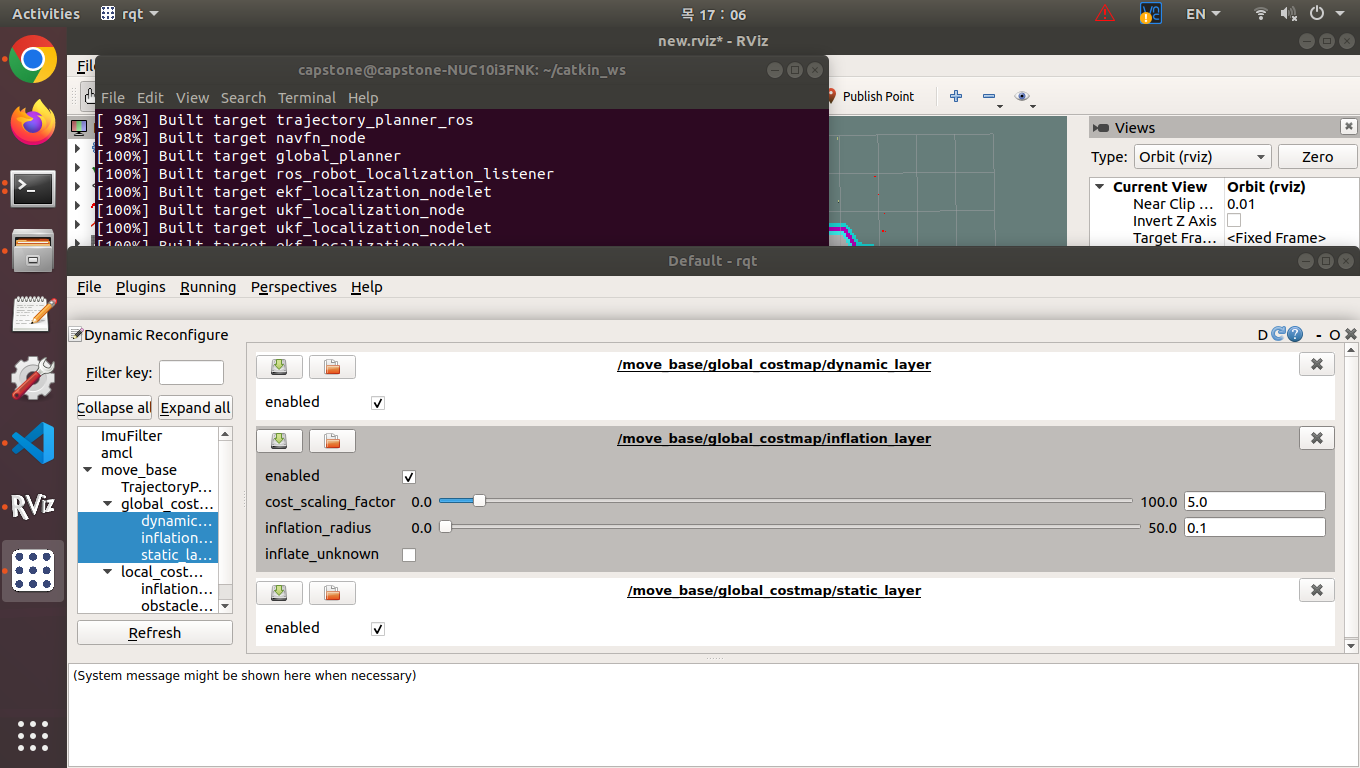 Activities rqt 목 17 : 06 EN
new.rviz* - RViz
capstone@capstone-NUC10i3FNK: ~/catkin_ws
File Edit View Search Terminal Help
[ 98%] Built target trajectory_planner_ros
[ 98%] Built target navfn_node
[100%] Built target global_planner
[100%] Built target ros_robot_localization_listener
[100%] Built target ekf_localization_nodelet
[100%] Built target ukf_localization_node
[100%] Built target ukf_localization_nodelet
[100%] Built target ekf_localization_node
Publish Point
Views
Type: Orbit (rviz) Zero
Current View Orbit (rviz)
Near Clip ... 0.01
Invert Z Axis
Target Fra... <Fixed Frame>
Default - rqt
File Plugins Running Perspectives Help
Dynamic Reconfigure D - O
Filter key:
Collapse all Expand all
ImuFilter
amcl
move_base
TrajectoryP...
global_cost...
dynamic...
inflation...
static_la...
local_cost...
inflation...
obstacle...
Refresh
/move_base/global_costmap/dynamic_layer
enabled
/move_base/global_costmap/inflation_layer
enabled
cost_scaling_factor 0.0 100.0 5.0
inflation_radius 0.0 50.0 0.1
inflate_unknown
/move_base/global_costmap/static_layer
enabled
(System message might be shown here when necessary)
RViz